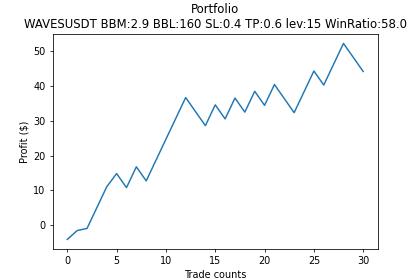 Portfolio
WAVESUSDT BBM:2.9 BBL:160 SL:0.4 TP:0.6 lev:15 WinRatio:58.0
Profit ($)
50
40
30
20
10
0
0 5 10 15 20 25 30
Trade counts